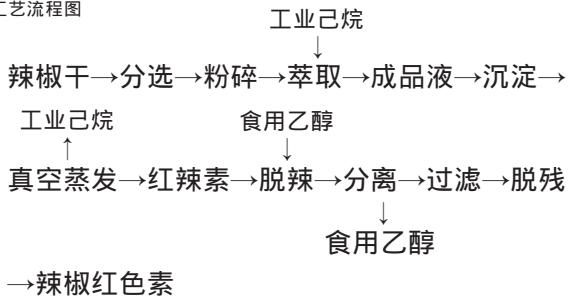 工艺流程图
工业己烷
↓
辣椒干→分选→粉碎→萃取→成品液→沉淀→
工业己烷 食用乙醇
↑ ↓
真空蒸发→红辣素→脱辣→分离→过滤→脱残
↓
食用乙醇
→辣椒红色素